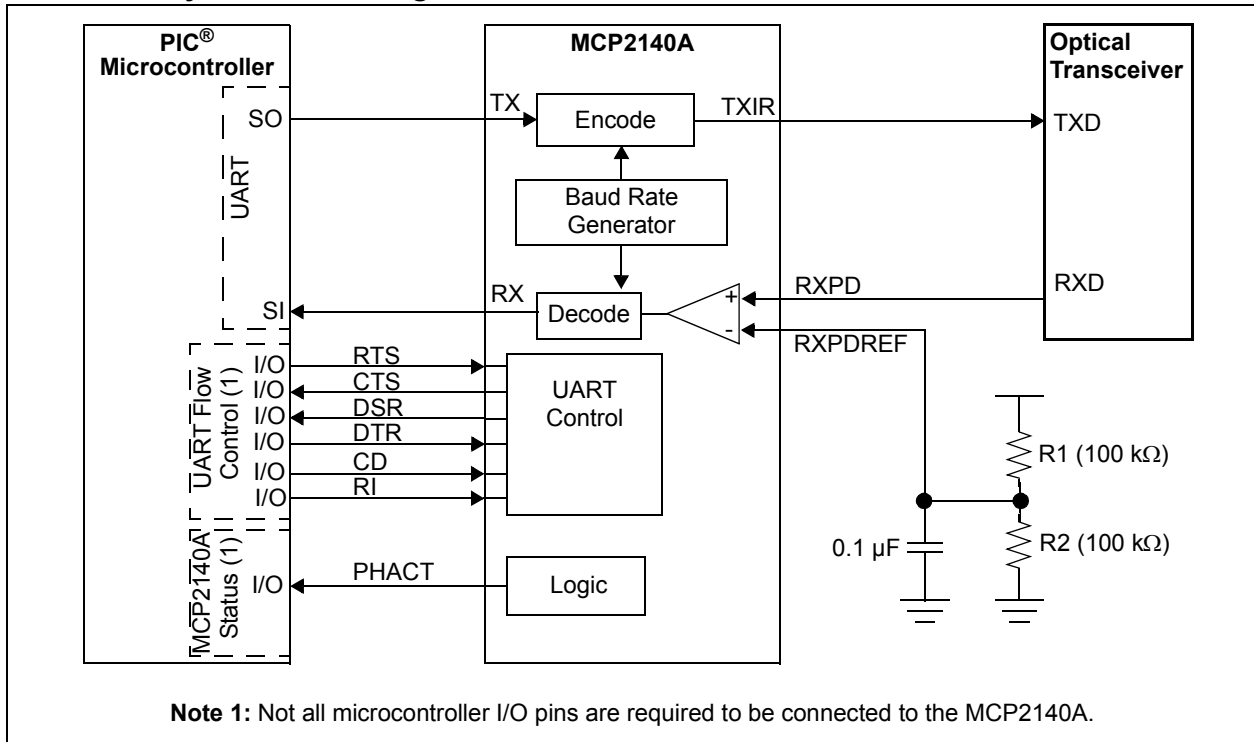 PIC®
Microcontroller
MCP2140A
Optical
Transceiver
UART
SO
TX
Encode
TXIR
TXD
Baud Rate
Generator
SI
RX
Decode
+
-
RXPD
RXD
RXPDREF
UART Flow
Control (1)
I/O
RTS
I/O
CTS
I/O
DSR
I/O
DTR
I/O
CD
I/O
RI
UART
Control
R1 (100 kΩ)
0.1 µF
R2 (100 kΩ)
MCP2140A
Status (1)
I/O
PHACT
Logic
Note 1: Not all microcontroller I/O pins are required to be connected to the MCP2140A.